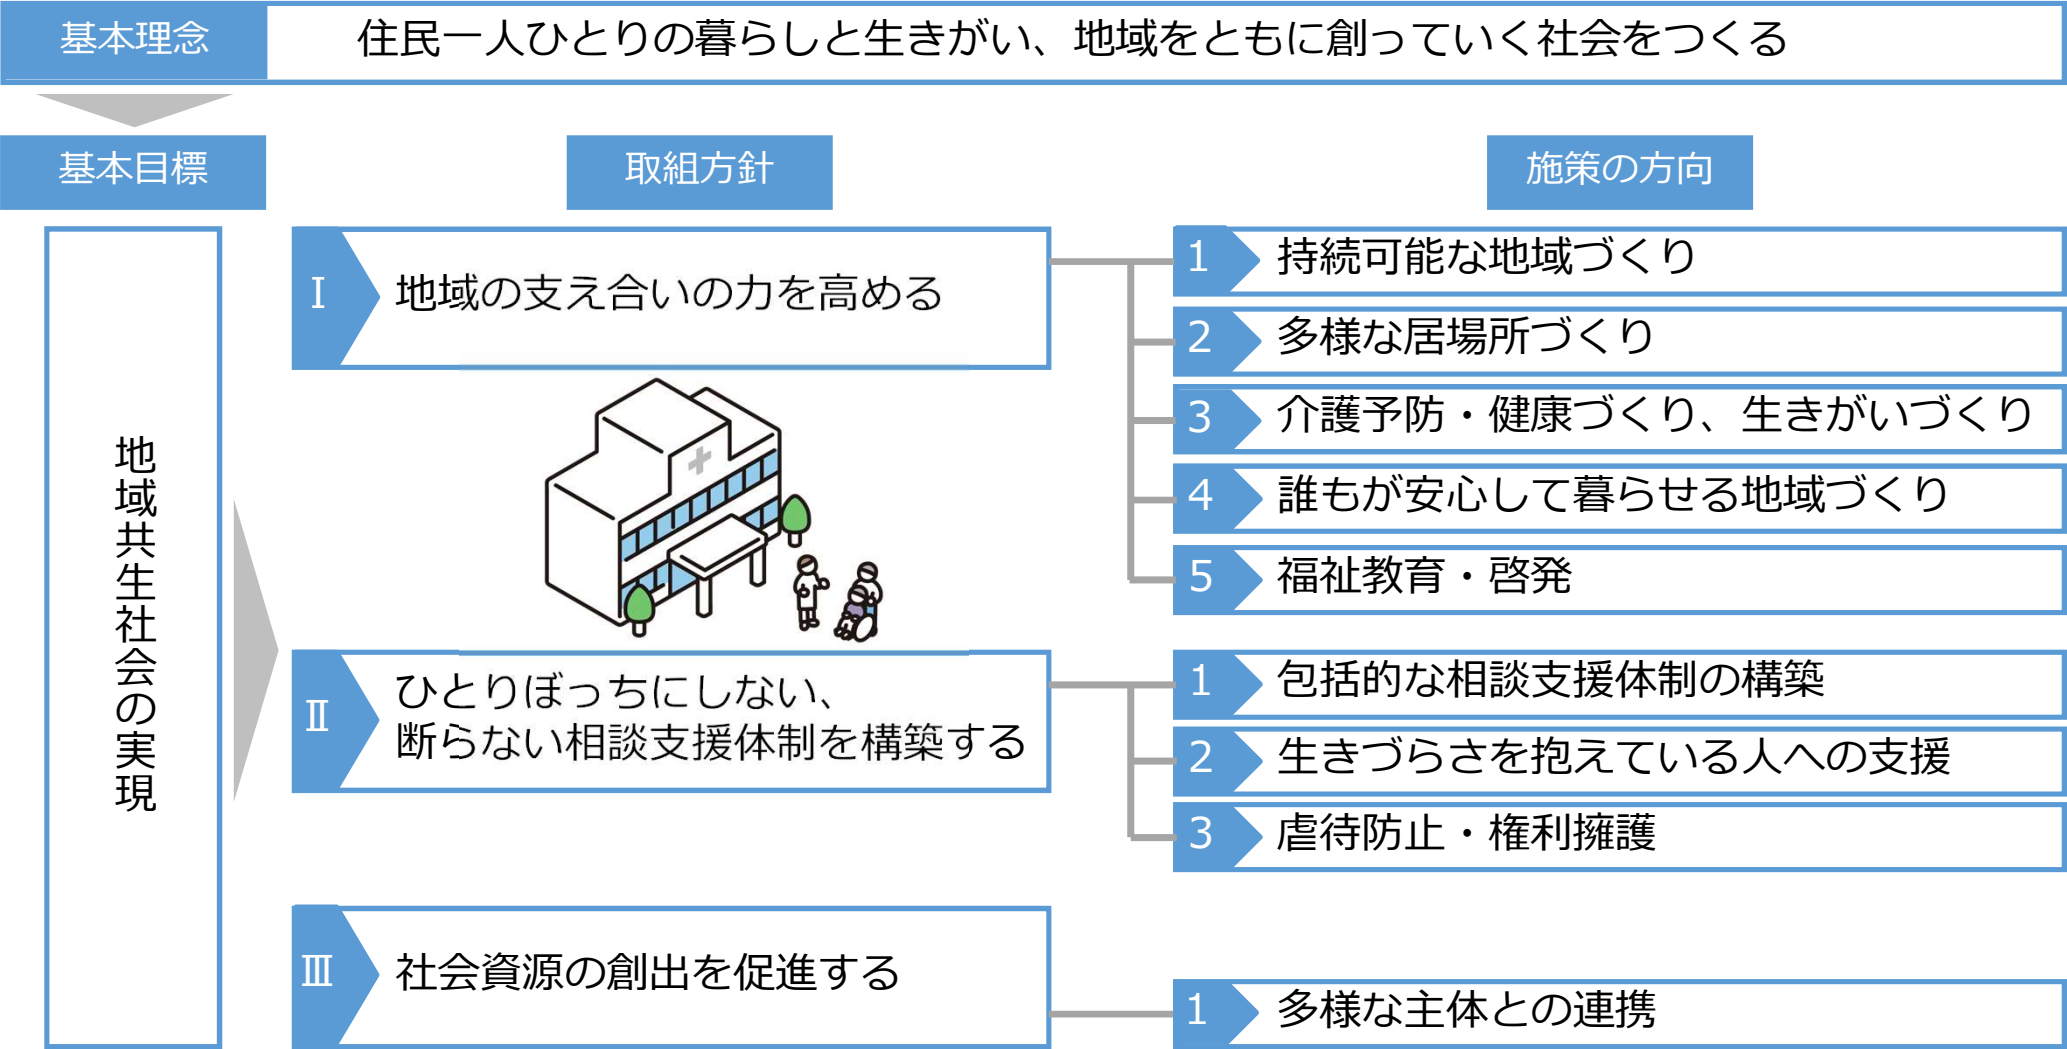 基本理念
住民一人ひとりの暮らしと生きがい、地域をともに創っていく社会をつくる
基本目標
取組方針
施策の方向
地域共生社会の実現
Ⅰ
地域の支え合いの力を高める
1
持続可能な地域づくり
2
多様な居場所づくり
3
介護予防・健康づくり、生きがいづくり
4
誰もが安心して暮らせる地域づくり
5
福祉教育・啓発
Ⅱ
ひとりぼっちにしない、
断らない相談支援体制を構築する
1
包括的な相談支援体制の構築
2
生きづらさを抱えている人への支援
3
虐待防止・権利擁護
Ⅲ
社会資源の創出を促進する
1
多様な主体との連携